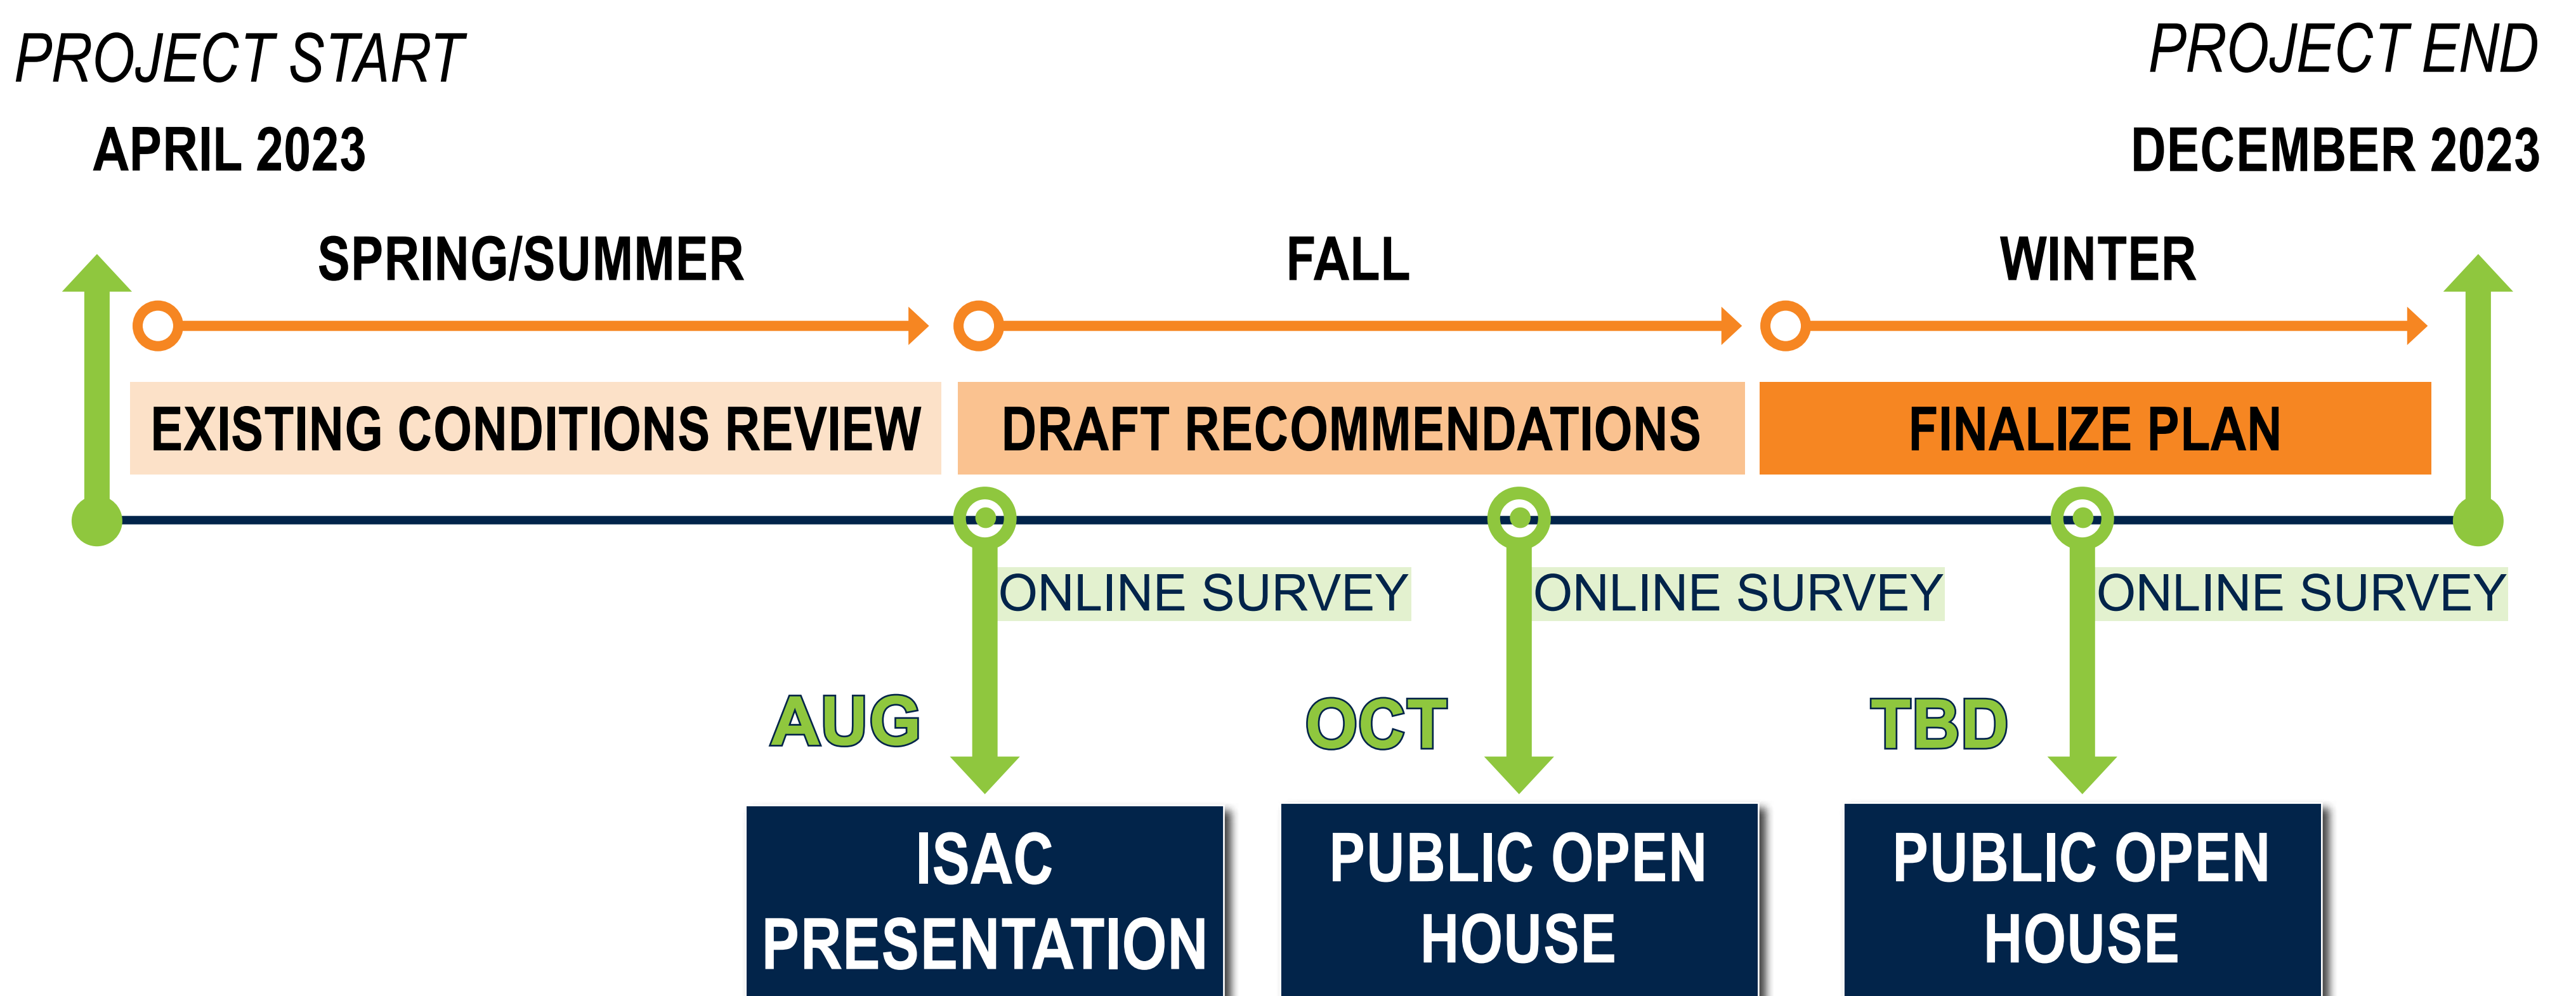 PROJECT START
PROJECT END
APRIL 2023
DECEMBER 2023
SPRING/SUMMER
FALL
WINTER
EXISTING CONDITIONS REVIEW
DRAFT RECOMMENDATIONS
FINALIZE PLAN
ONLINE SURVEY
ONLINE SURVEY
ONLINE SURVEY
AUG
OCT
TBD
ISAC
PRESENTATION
PUBLIC OPEN
HOUSE
PUBLIC OPEN
HOUSE